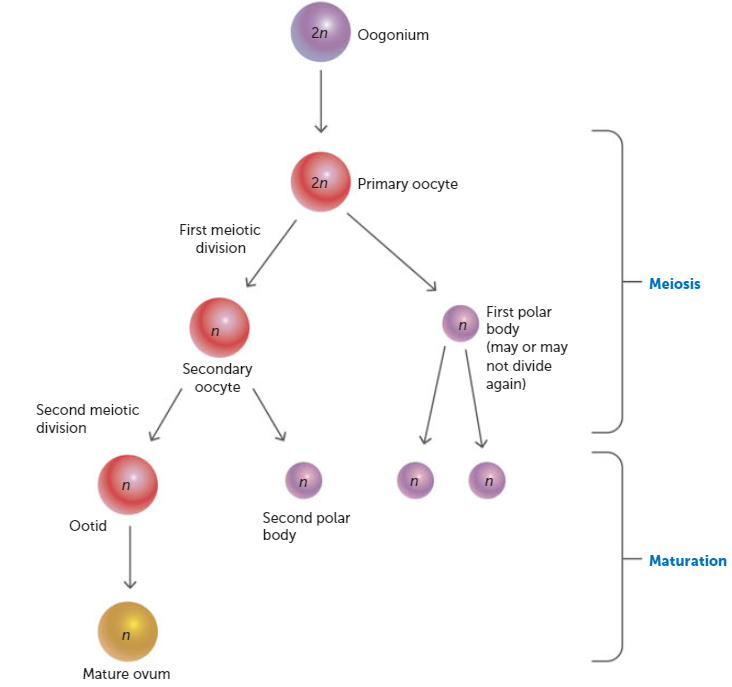 2n
Oogonium
2n
Primary oocyte
First meiotic
division
Meiosis
n
n
First polar
body
(may or may
not divide
again)
Secondary
oocyte
Second meiotic
division
n
n
n
n
Ootid
Second polar
body
Maturation
n
Mature ovum